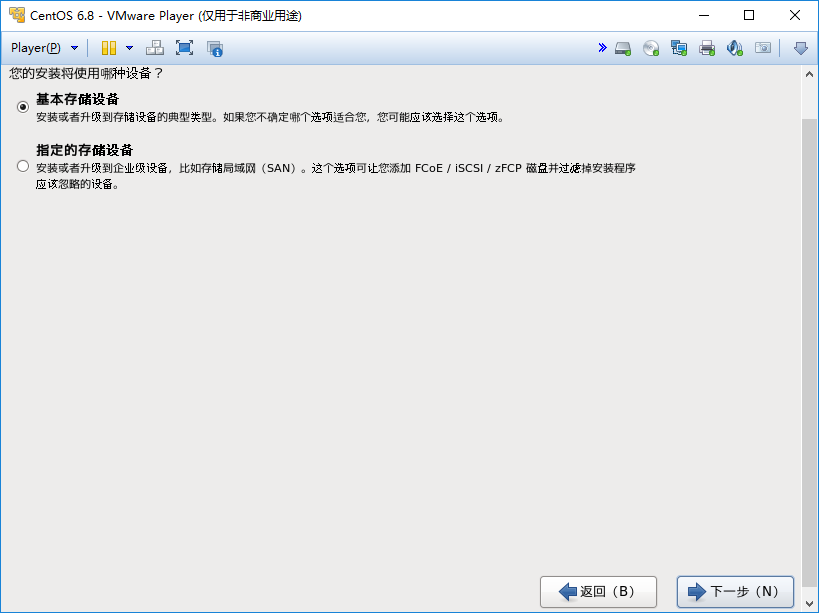 CentOS 6.8 - VMware Player (仅用于非商业用途)
Player(P)
您的安装将使用哪种设备？
基本存储设备
安装或者升级到存储设备的典型类型。如果您不确定哪个选项适合您，您可能应该选择这个选项。
指定的存储设备
安装或者升级到企业级设备，比如存储局域网（SAN）。这个选项可让您添加 FCoE / iSCSI / zFCP 磁盘并过滤掉安装程序
应该忽略的设备。
返回（B）
下一步（N）